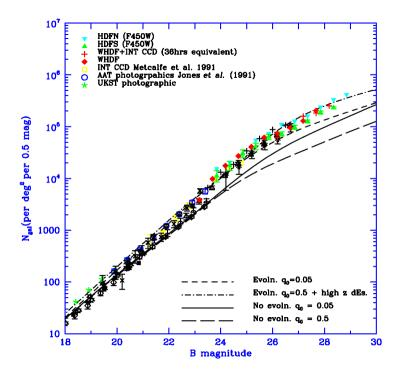 HDFN (F450W)
HDFS (F450W)
WHDF+INT CCD (36hrs equivalent)
WHDF
INT CCD Metcalfe et al. 1991
AAT photogrpahics Jones et al. (1991)
UKST photographic
10⁷
10⁶
10⁵
10⁴
1000
100
10
N_gal(per deg² per 0.5 mag)
Evoln. q₀=0.05
Evoln. q₀=0.5 + high z dEs.
No evoln. q₀ = 0.05
No evoln. q₀ = 0.5
18 20 22 24 26 28 30
B magnitude